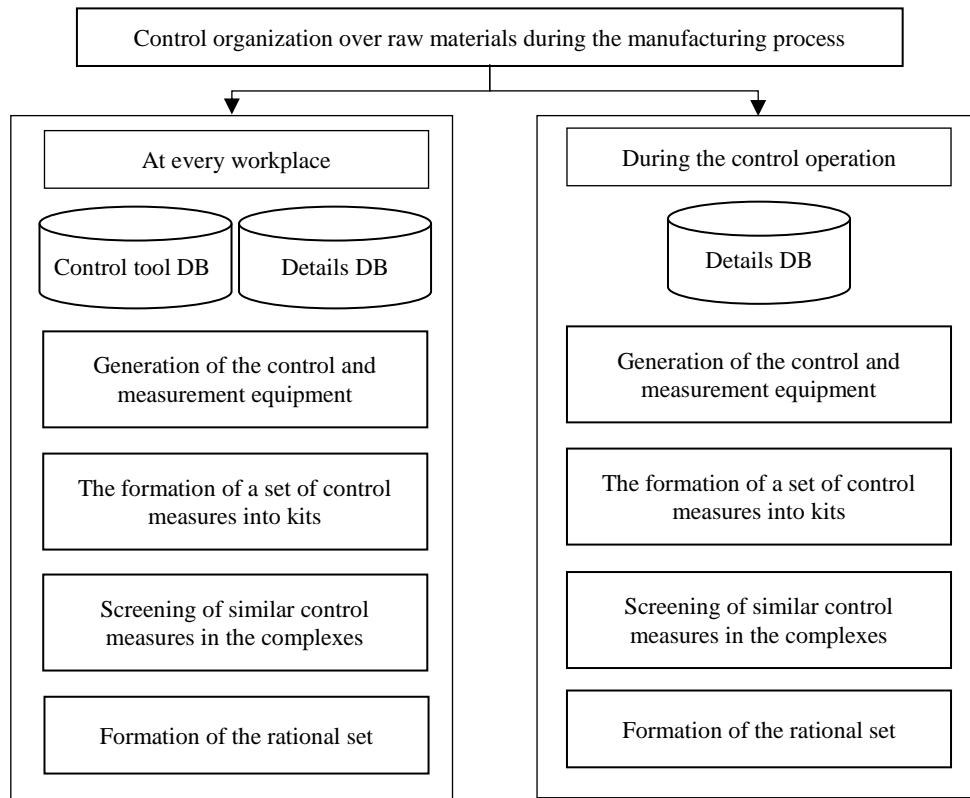 Control organization over raw materials during the manufacturing process
At every workplace
Control tool DB
Details DB
Generation of the control and
measurement equipment
The formation of a set of control
measures into kits
Screening of similar control
measures in the complexes
Formation of the rational set
During the control operation
Details DB
Generation of the control and
measurement equipment
The formation of a set of control
measures into kits
Screening of similar control
measures in the complexes
Formation of the rational set